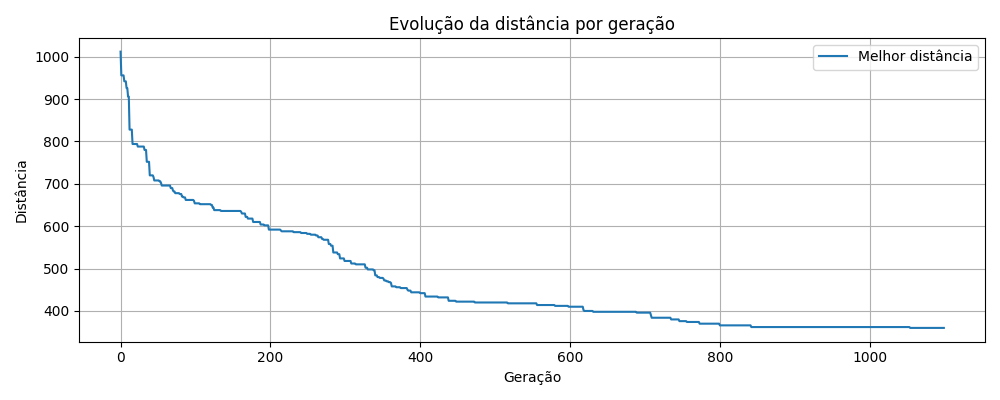 Evolução da distância por geração
Melhor distância
Distância
1000
900
800
700
600
500
400
0 200 400 600 800 1000
Geração